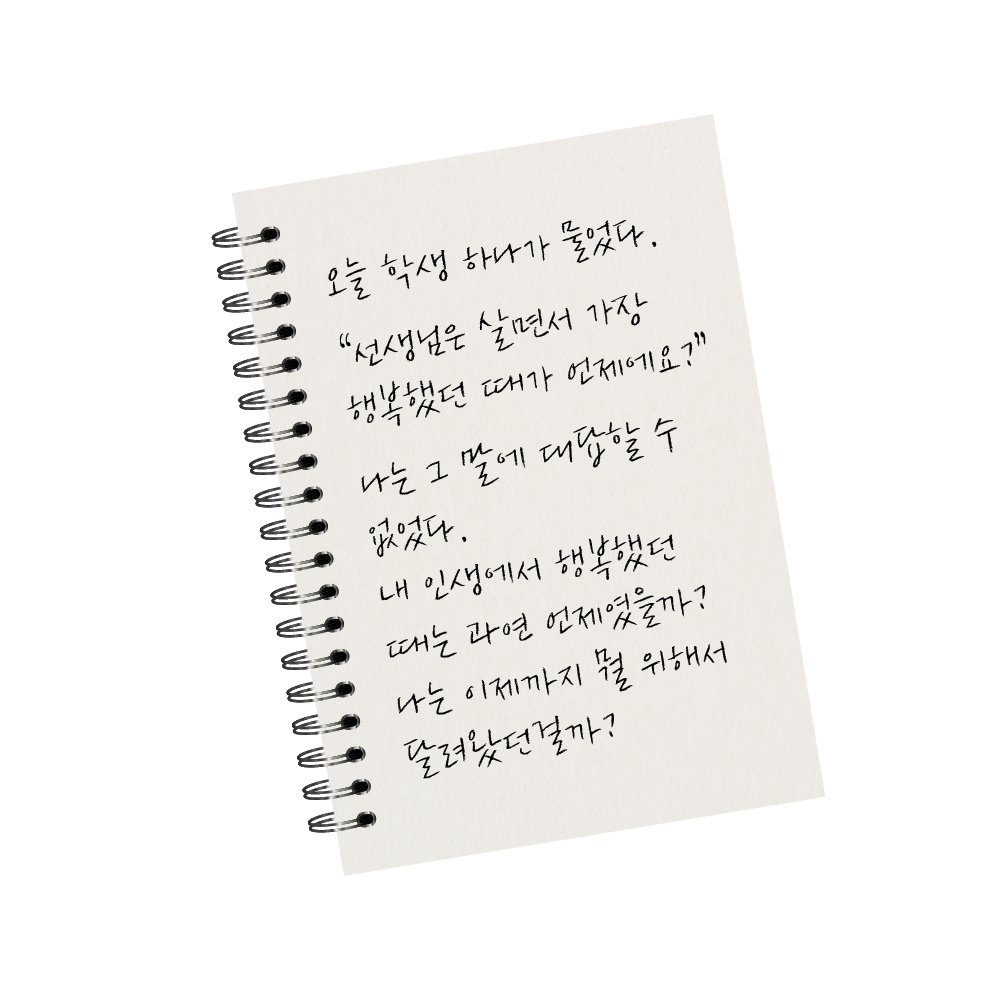 오늘 학생 하나가 물었다.
“선생님은 살면서 가장
행복했던 때가 언제에요?”
나는 그 말에 대답할 수
없었다.
내 인생에서 행복했던
때는 과연 언제였을까?
나는 이제까지 뭘 위해서
달려왔던걸까?